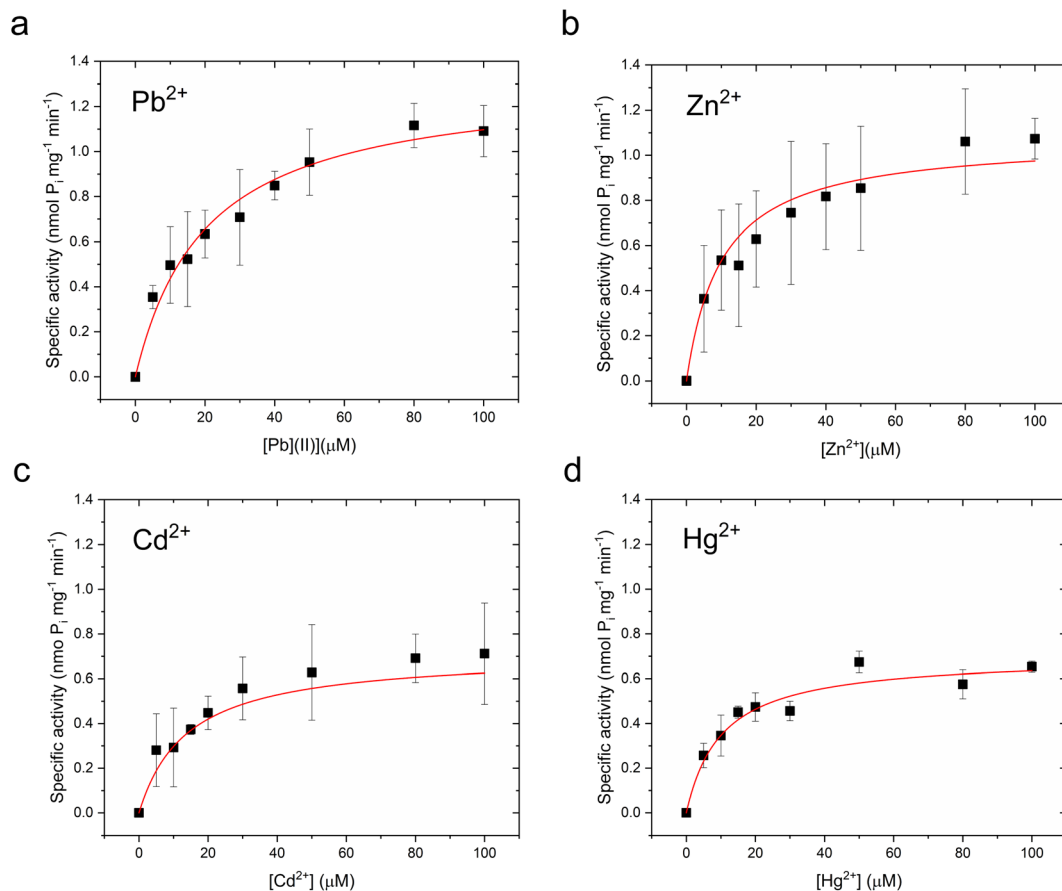 a
Pb²⁺
Specific activity (nmol Pᵢ mg⁻¹ min⁻¹)
1.4
1.2
1.0
0.8
0.6
0.4
0.2
0.0
0 20 40 60 80 100
[Pb](II)](μM)
b
Zn²⁺
Specific activity (nmol Pᵢ mg⁻¹ min⁻¹)
1.4
1.2
1.0
0.8
0.6
0.4
0.2
0.0
0 20 40 60 80 100
[Zn²⁺](μM)
c
Cd²⁺
Specific activity (nmo Pᵢ mg⁻¹ min⁻¹)
1.4
1.2
1.0
0.8
0.6
0.4
0.2
0.0
0 20 40 60 80 100
[Cd²⁺] (μM)
d
Hg²⁺
Specific activity (nmol Pᵢ mg⁻¹ min⁻¹)
1.4
1.2
1.0
0.8
0.6
0.4
0.2
0.0
0 20 40 60 80 100
[Hg²⁺] (μM)